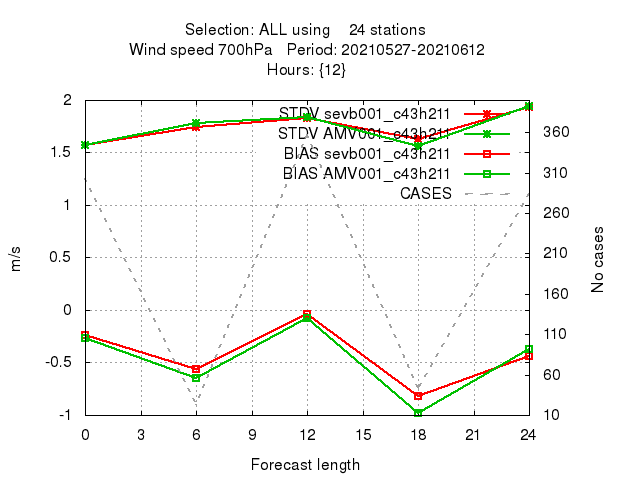 Selection: ALL using 24 stations
Wind speed 700hPa Period: 20210527-20210612
Hours: {12}
STDV sevb001_c43h211
STDV AMV001_c43h211
BIAS sevb001_c43h211
BIAS AMV001_c43h211
CASES
2
1.5
1
0.5
0
-0.5
-1
m/s
360
310
260
210
160
110
60
10
No cases
0 3 6 9 12 15 18 21 24
Forecast length